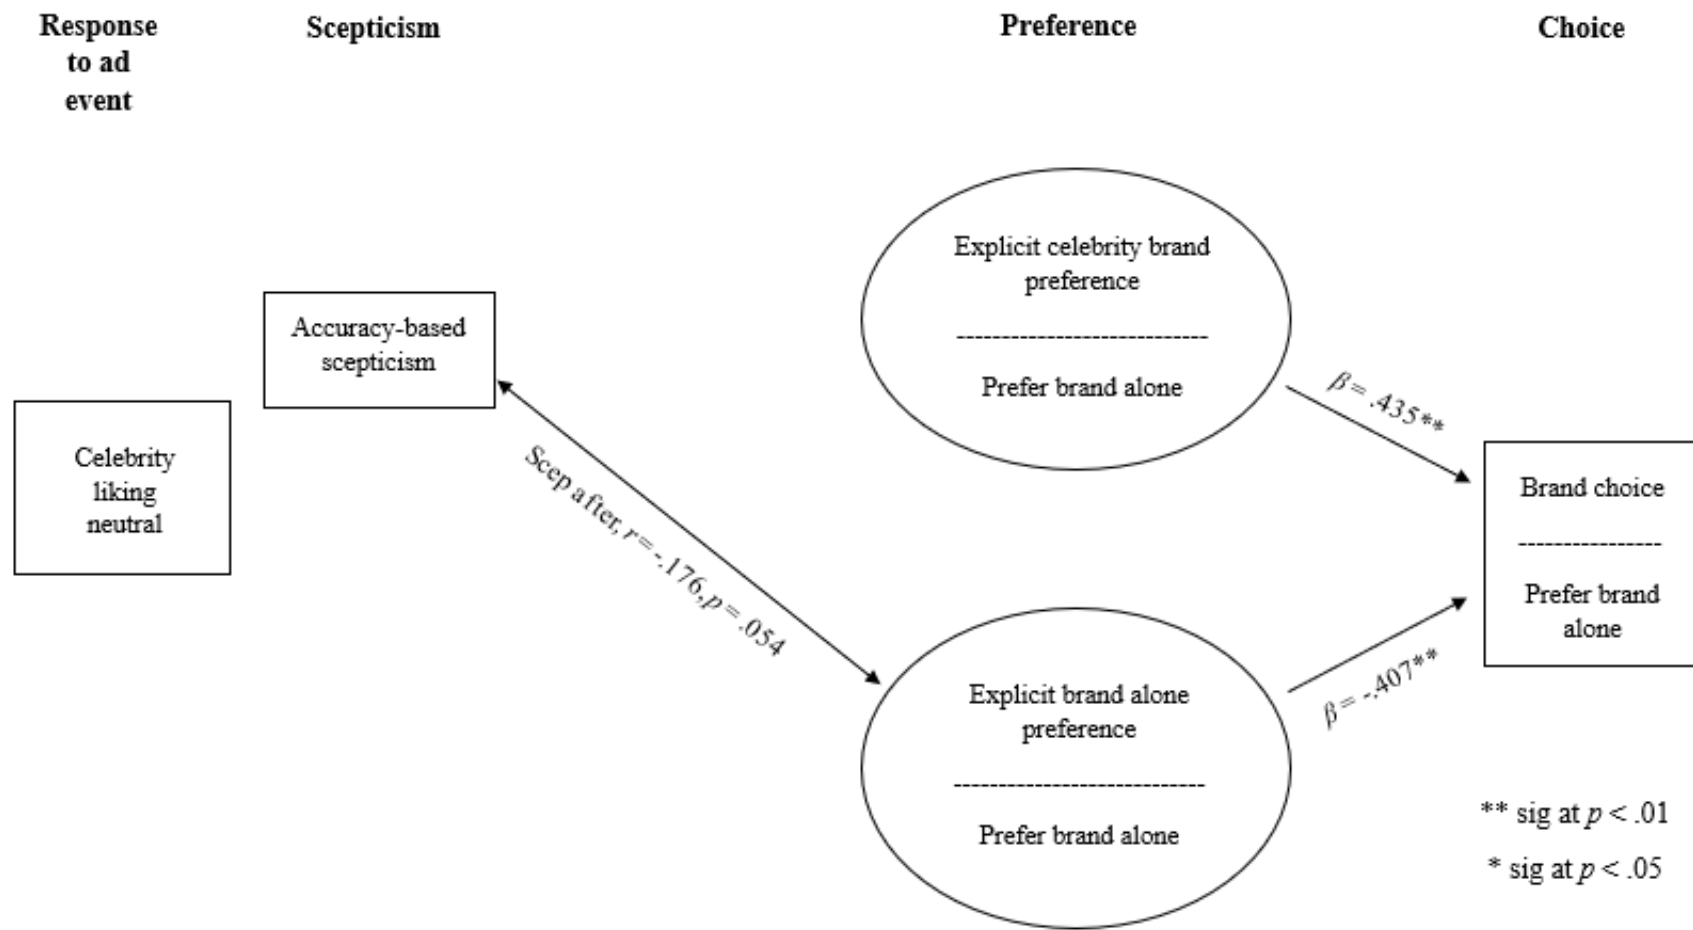 Response
to ad
event
Scepticism
Preference
Choice
Celebrity
liking
neutral
Accuracy-based
scepticism
Scep after, r = -.176, p = .054
Explicit celebrity brand
preference
----------------------------
Prefer brand alone
Explicit brand alone
preference
----------------------------
Prefer brand alone
β = .435**
β = -.407**
Brand choice
----------------
Prefer brand
alone
** sig at p < .01
* sig at p < .05